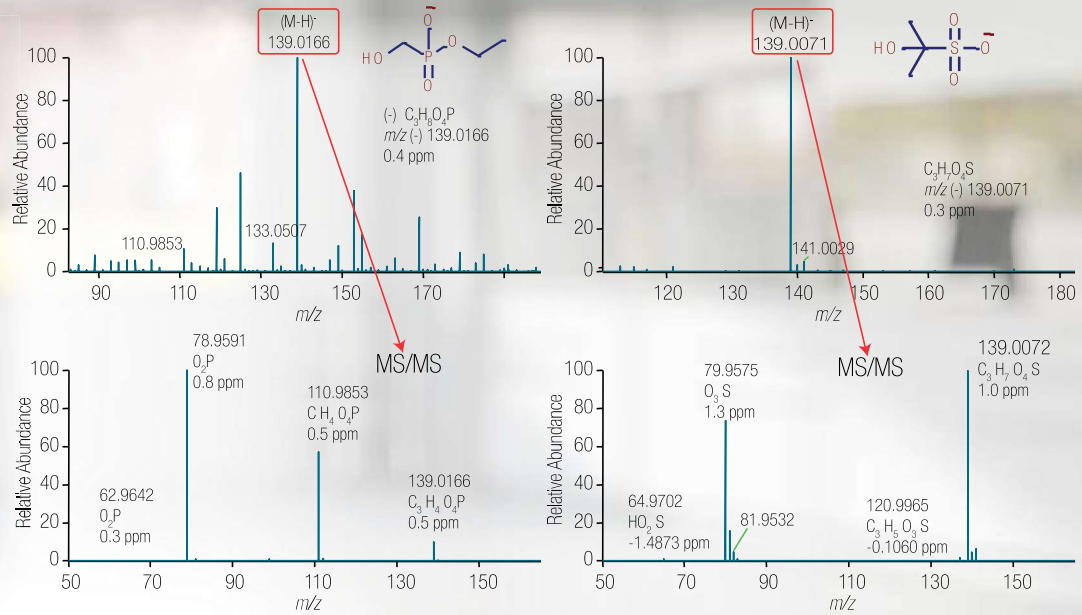 (M-H)-
139.0166
O
HO
P
O
O
(-) C3H8O4P
m/z (-) 139.0166
0.4 ppm
110.9853
133.0507
Relative Abundance
100
80
60
40
20
0
90
110
130
150
170
m/z
(M-H)-
139.0071
O
HO
S
O
O
C3H7O4S
m/z (-) 139.0071
0.3 ppm
141.0029
Relative Abundance
100
80
60
40
20
0
120
140
160
170
180
m/z
MS/MS
78.9591
O2P
0.8 ppm
110.9853
C H4 O4P
0.5 ppm
139.0166
C3 H4 O4P
0.5 ppm
62.9642
O2P
0.3 ppm
Relative Abundance
100
80
60
40
20
0
50
70
90
110
130
150
m/z
MS/MS
79.9575
O3 S
1.3 ppm
139.0072
C3 H7 O4 S
1.0 ppm
64.9702
HO2 S
-1.4873 ppm
81.9532
120.9965
C3 H5 O3 S
-0.1060 ppm
Relative Abundance
100
80
60
40
20
0
50
70
90
110
130
150
m/z